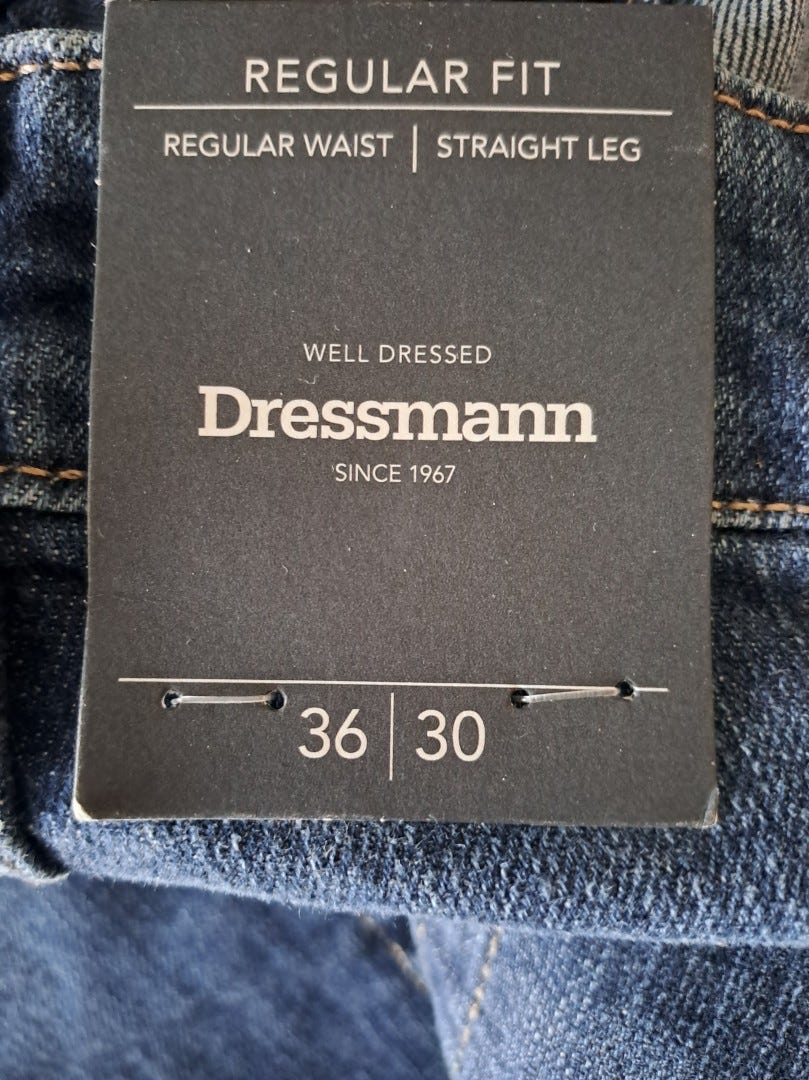 REGULAR FIT
REGULAR WAIST | STRAIGHT LEG
WELL DRESSED
Dressmann
SINCE 1967
36 | 30